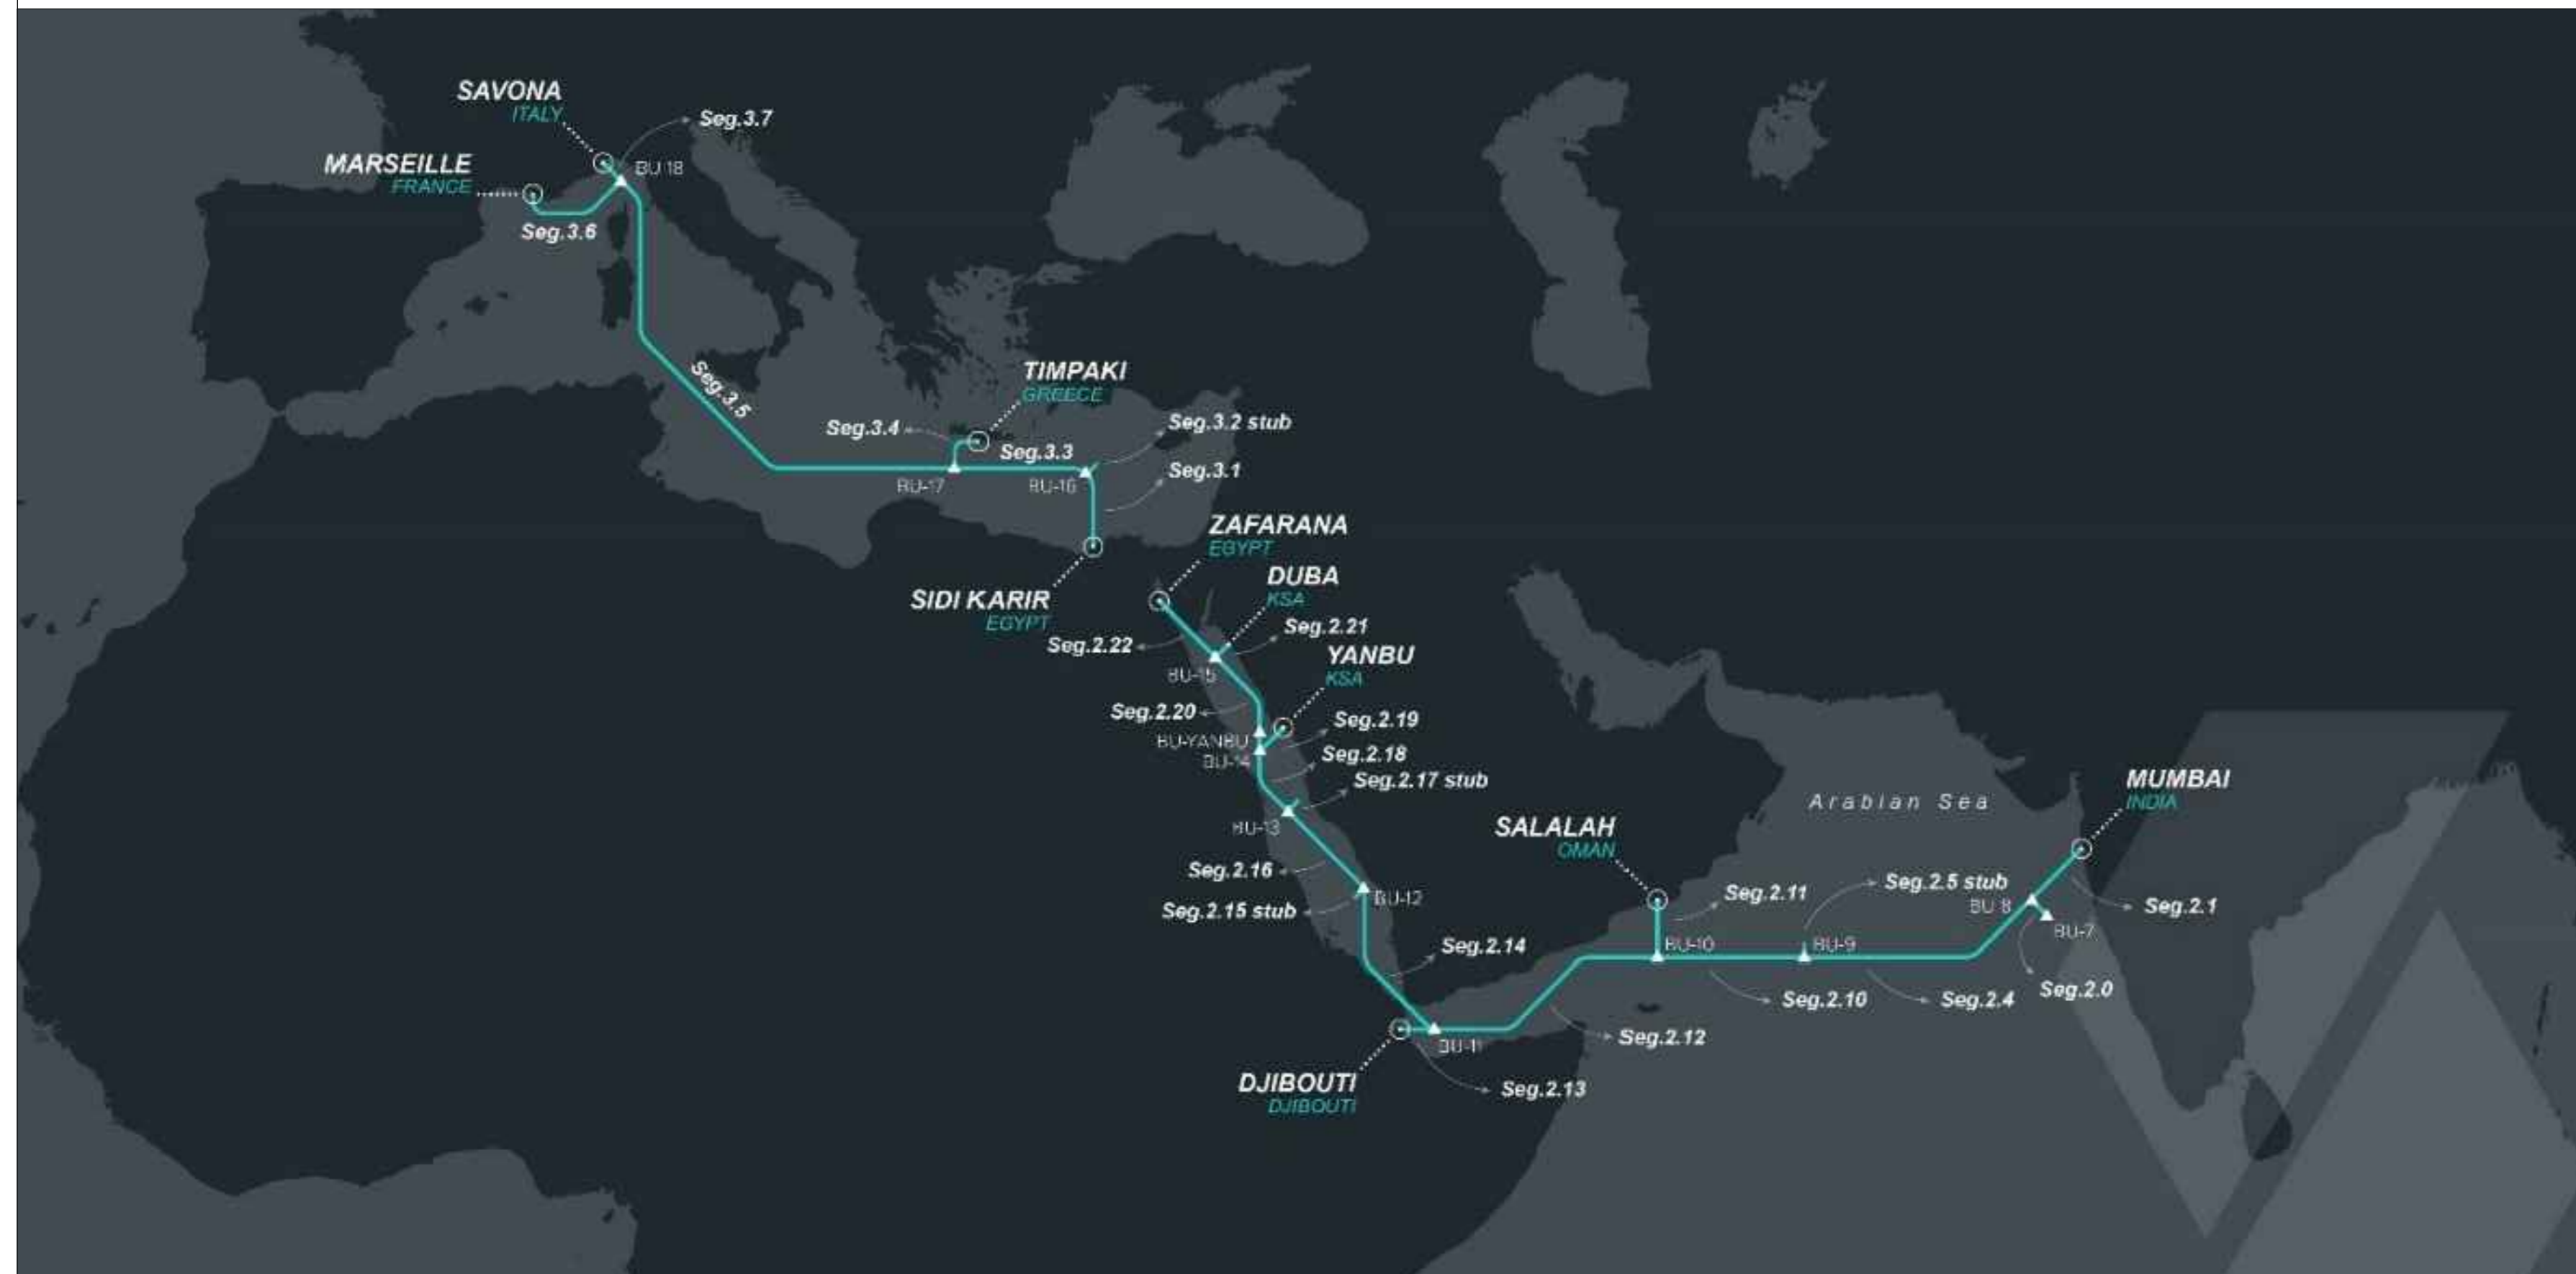 SAVONA
ITALY
Seg.3.7
MARSEILLE
FRANCE
BU-18
Seg.3.6
Seg.3.5
TIMPAKI
GREECE
Seg.3.4
Seg.3.3
Seg.3.2 stub
Seg.3.1
BU-17
BU-16
ZAFARANA
EGYPT
SIDI KARIR
EGYPT
DUBA
KSA
Seg.2.22
Seg.2.21
BU-15
YANBU
KSA
Seg.2.20
Seg.2.19
BU-YANBU
BU-14
Seg.2.18
Seg.2.17 stub
BU-13
Seg.2.16
Seg.2.15 stub
BU-12
Seg.2.14
DJIBOUTI
DJIBOUTI
BU-11
Seg.2.13
Seg.2.12
SALALAH
OMAN
Seg.2.11
BU-10
Seg.2.10
Arabian Sea
Seg.2.5 stub
BU-9
Seg.2.4
MUMBAI
INDIA
BU-8
Seg.2.1
BU-7
Seg.2.0